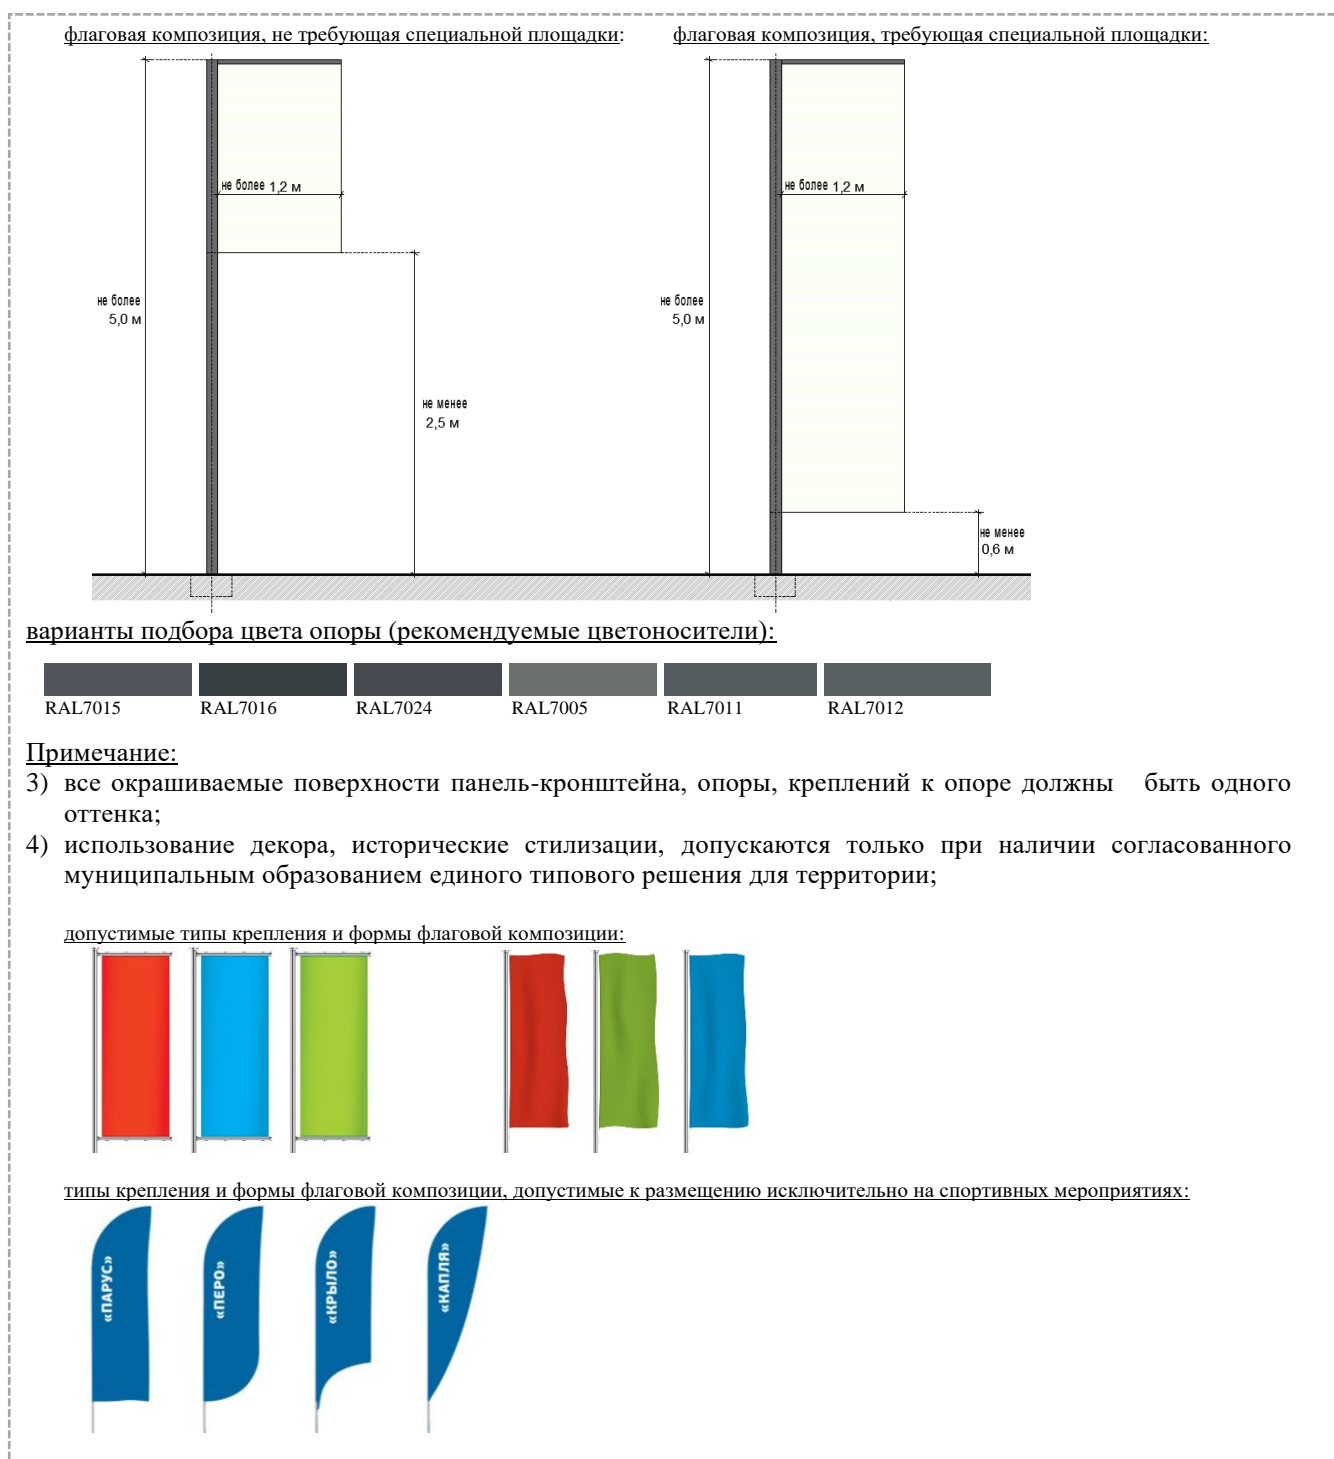 флаговая композиция, не требующая специальной площадки:
флаговая композиция, требующая специальной площадки:
не более 1,2 м
не более 1,2 м
не более
5,0 м
не более
5,0 м
не менее
2,5 м
не менее
0,6 м
варианты подбора цвета опоры (рекомендуемые цветоносители):
RAL7015 RAL7016 RAL7024 RAL7005 RAL7011 RAL7012
Примечание:
3) все окрашиваемые поверхности панель-кронштейна, опоры, креплений к опоре должны быть одного
оттенка;
4) использование декора, исторические стилизации, допускаются только при наличии согласованного
муниципальным образованием единого типового решения для территории;
допустимые типы крепления и формы флаговой композиции:
типы крепления и формы флаговой композиции, допустимые к размещению исключительно на спортивных мероприятиях:
«ПАРУС»
«ПЕРО»
«КРЫЛО»
«КАПЛЯ»